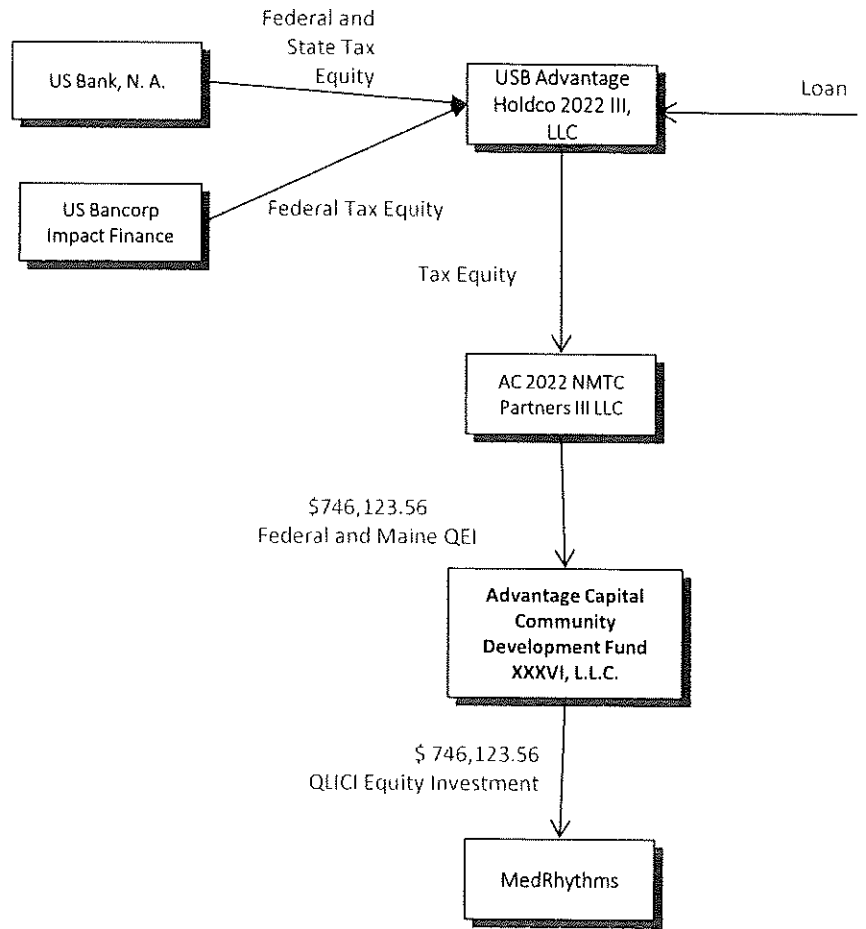 Federal and
State Tax
Equity
US Bank, N. A.
USB Advantage
Holdco 2022 III,
LLC
Loan
US Bancorp
Impact Finance
Federal Tax Equity
Tax Equity
AC 2022 NMTC
Partners III LLC
$746,123.56
Federal and Maine QEI
Advantage Capital
Community
Development Fund
XXXVI, L.L.C.
$ 746,123.56
QLICI Equity Investment
MedRhythms